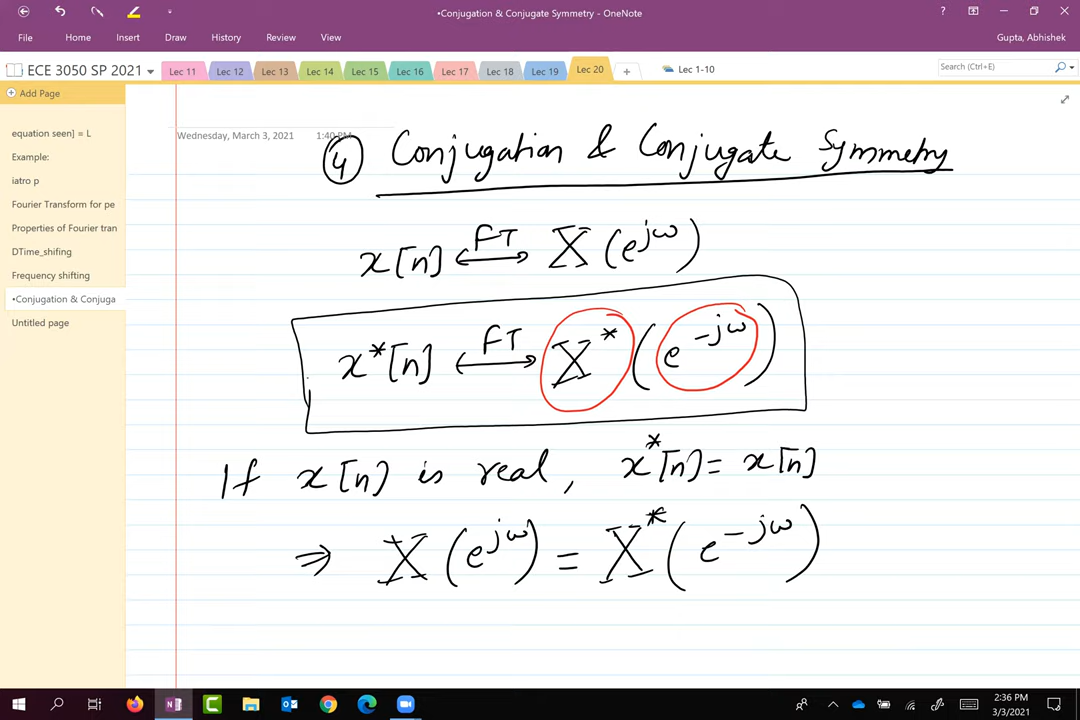 •Conjugation & Conjugate Symmetry - OneNote
?
File Home Insert Draw History Review View
Gupta, Abhishek
ECE 3050 SP 2021
Lec 11 Lec 12 Lec 13 Lec 14 Lec 15 Lec 16 Lec 17 Lec 18 Lec 19 Lec 20 + Lec 1-10
Search (Ctrl+E)
Add Page
equation seen] = L
Example:
iatro p
Fourier Transform for pe
Properties of Fourier tran
DTime_shifing
Frequency shifting
•Conjugation & Conjuga
Untitled page
Wednesday, March 3, 2021 1:40 PM
④ Conjugation & Conjugate Symmetry
x[n] ⟷ FT X(e^{jω})
x*[n] ⟷ FT X*(e^{-jω})
If x[n] is real, x*[n] = x[n]
⇒ X(e^{jω}) = X*(e^{-jω})
2:36 PM
3/3/2021